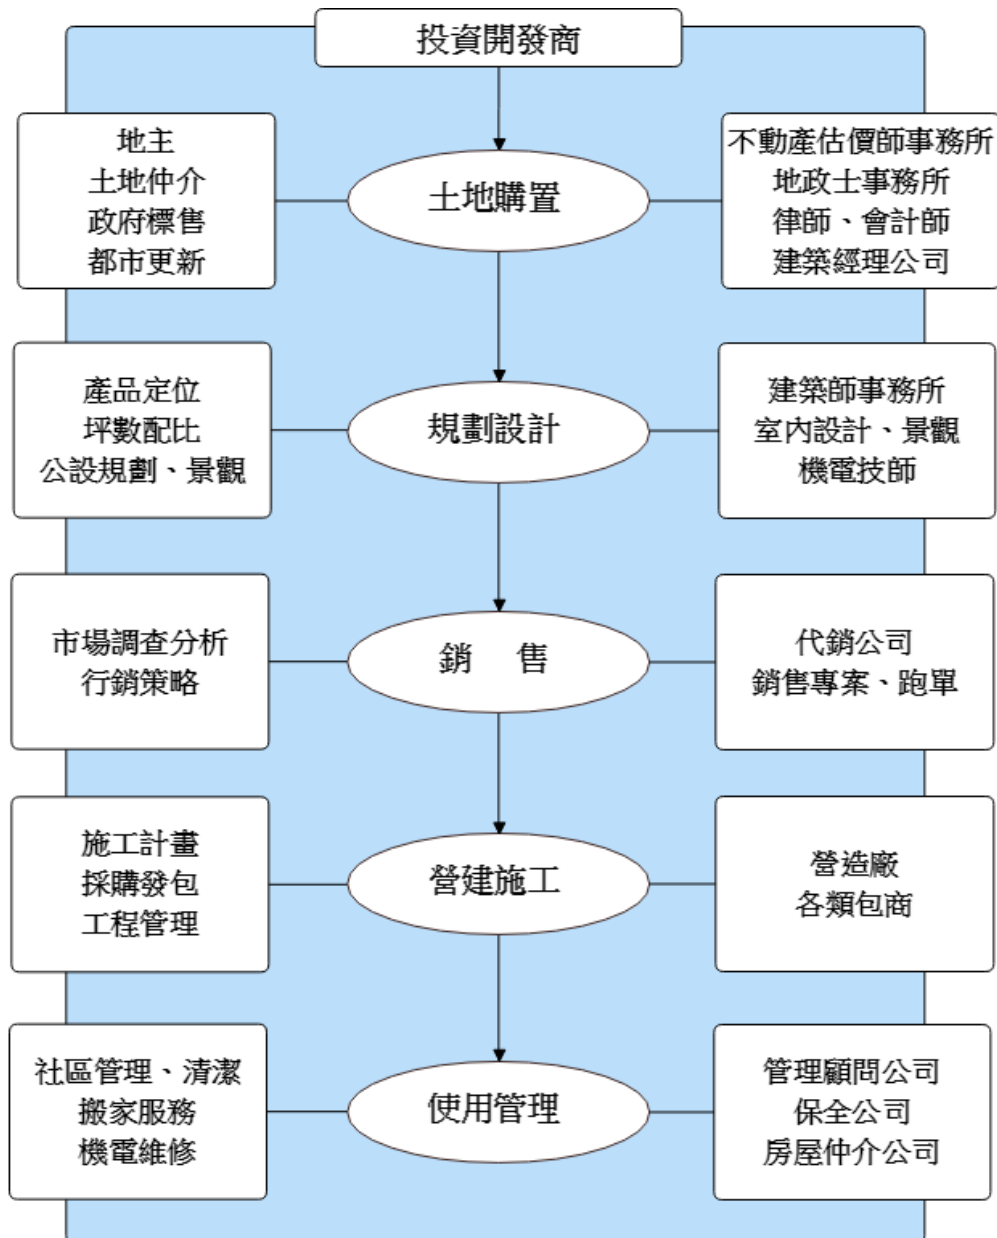 投資開發商
地主
土地仲介
政府標售
都市更新
土地購置
不動產估價師事務所
地政士事務所
律師、會計師
建築經理公司
產品定位
坪數配比
公設規劃、景觀
規劃設計
建築師事務所
室內設計、景觀
機電技師
市場調查分析
行銷策略
銷 售
代銷公司
銷售專案、跑單
施工計畫
採購發包
工程管理
營建施工
營造廠
各類包商
社區管理、清潔
搬家服務
機電維修
使用管理
管理顧問公司
保全公司
房屋仲介公司